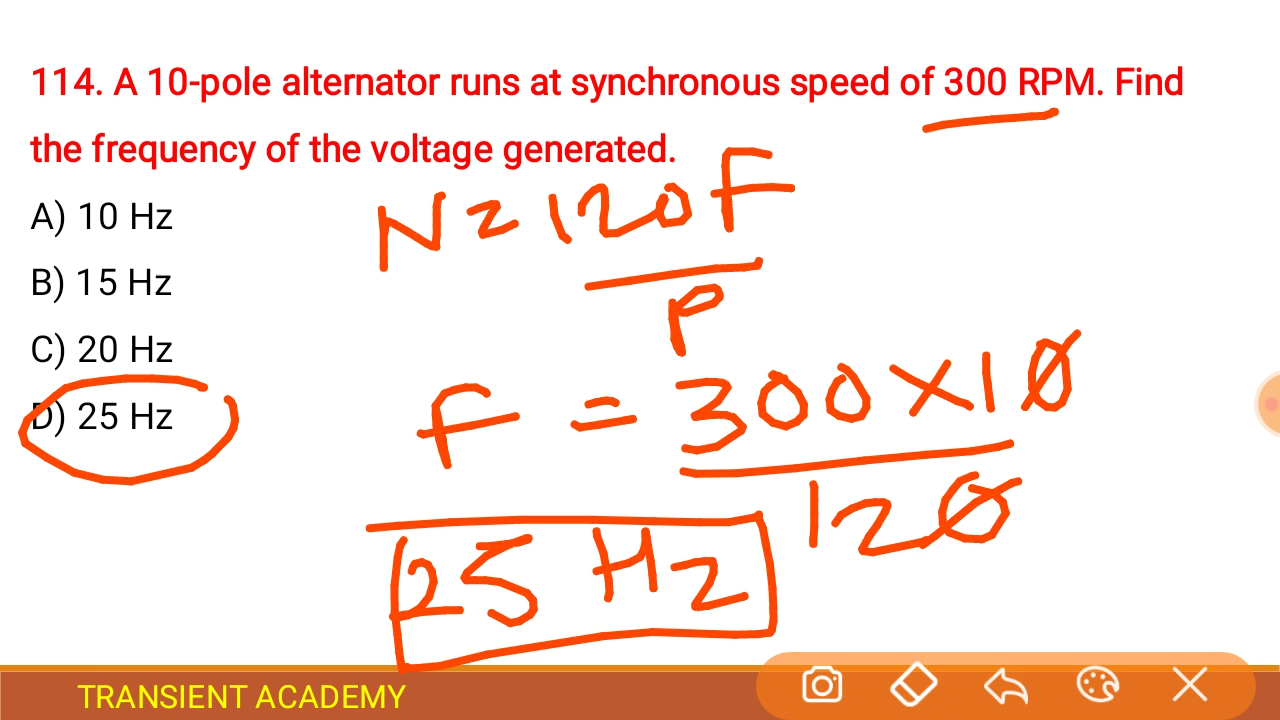 114. A 10-pole alternator runs at synchronous speed of 300 RPM. Find
the frequency of the voltage generated.
A) 10 Hz
B) 15 Hz
C) 20 Hz
D) 25 Hz
N = 120 F
P
F = 300 X 10
120
25 Hz
TRANSIENT ACADEMY